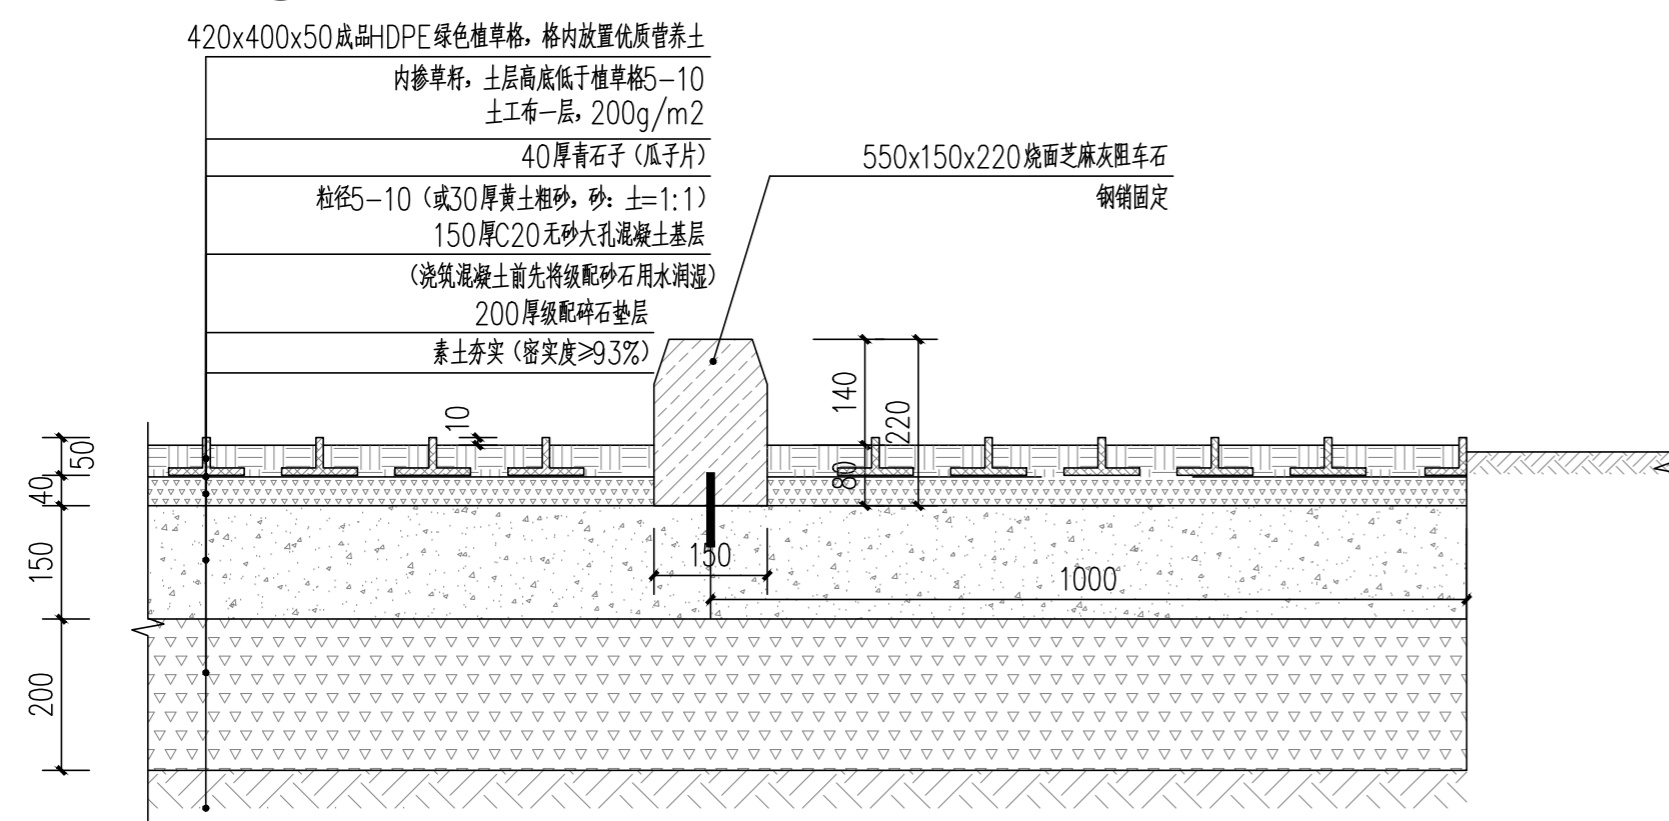 420x400x50成品HDPE绿色植草格，格内放置优质营养土
内掺草籽，土层高底低于植草格5-10
土工布一层，200g/m2
40厚青石子（瓜子片）
粒径5-10（或30厚黄土粗砂，砂：土=1:1）
150厚C20无砂大孔混凝土基层
（浇筑混凝土前先将级配砂石用水润湿）
200厚级配碎石垫层
素土夯实（密实度≥93%）
550x150x220烧面芝麻灰阻车石
钢销固定
10
50
40
150
200
140
220
80
150
1000